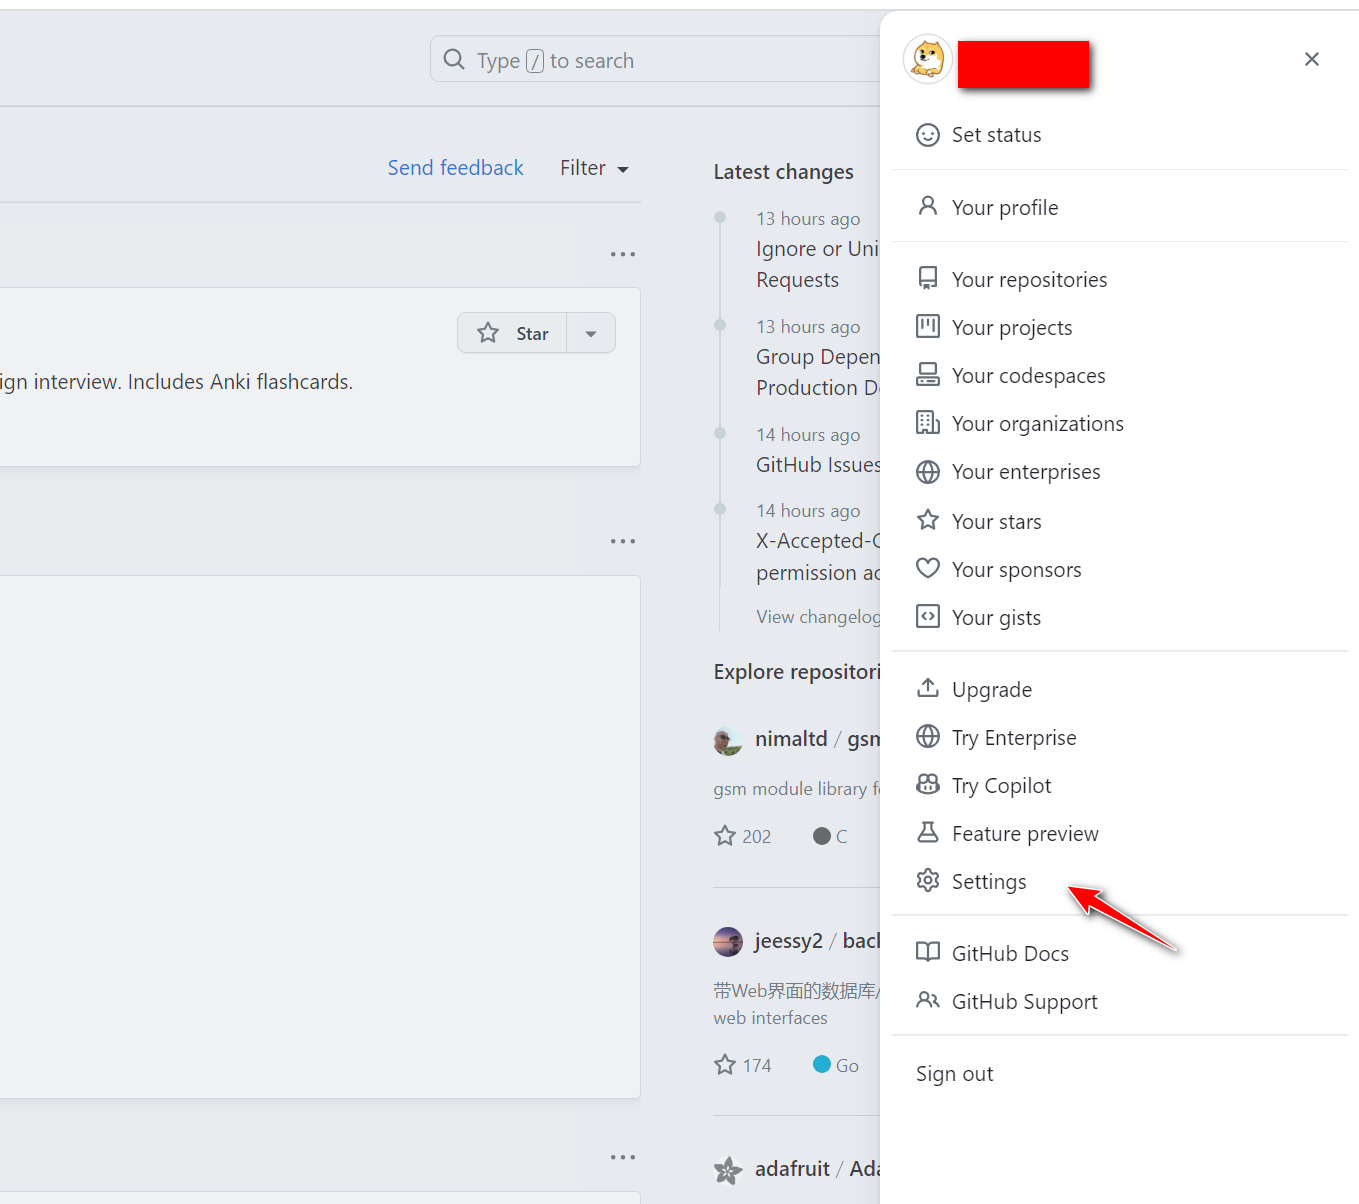 Type / to search
Send feedback
Filter
Star
ign interview. Includes Anki flashcards.
Latest changes
13 hours ago
Ignore or Uni
Requests
13 hours ago
Group Depen
Production D
14 hours ago
GitHub Issues
14 hours ago
X-Accepted-G
permission ac
View changelog
Explore repositori
nimaltd / gsm
gsm module library f
202
C
jeessy2 / back
带Web界面的数据库/
web interfaces
174
Go
adafruit / Ada
Set status
Your profile
Your repositories
Your projects
Your codespaces
Your organizations
Your enterprises
Your stars
Your sponsors
Your gists
Upgrade
Try Enterprise
Try Copilot
Feature preview
Settings
GitHub Docs
GitHub Support
Sign out